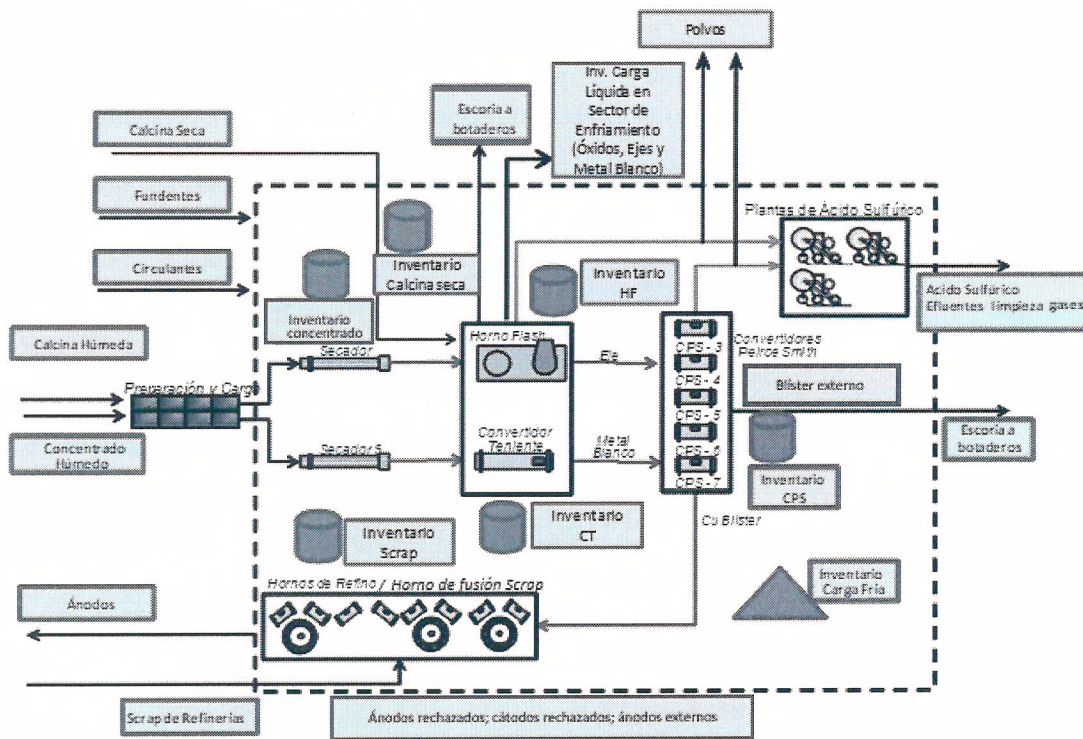 Polvos
Inv. Carga
Líquida en
Sector de
Enfriamiento
(Óxidos, Ejes y
Metal Blanco)
Escoria a
botaderos
Calcina Seca
Fundentes
Circulantes
Plantas de Ácido Sulfúrico
Inventario
Calcina seca
Inventario
HF
Inventario
concentrado
Acido Sulfúrico
Efluentes limpieza gases
Calcina Húmeda
Secador
Horno Flash
Eje
CPS - 3
Convertidores
Peirce Smith
CPS - 4
Preparación y Carga
Blíster externo
CPS - 5
Concentrado
Húmedo
Secador 5
Convertidor
Teniente
Metal
Blanco
CPS - 6
CPS - 7
Escoria a
botaderos
Inventario
CPS
Inventario
Scrap
Inventario
CT
Cu Blister
Hornos de Refino / Horno de fusión Scrap
Inventario
Carga Fría
Ánodos
Scrap de Refinerías
Ánodos rechazados; cátodos rechazados; ánodos externos